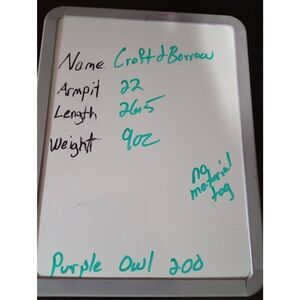 Name Croft & Barrow
Armpit 22
Length 26.5
Weight 9oz
no
material
tag
Purple Owl 200